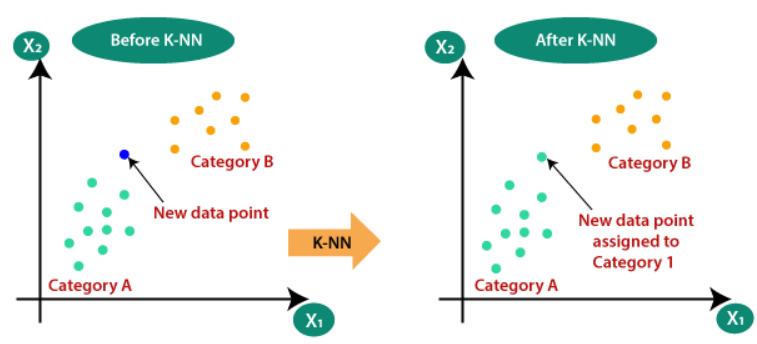 Before K-NN
X₂
Category B
New data point
Category A
X₁
K-NN
After K-NN
X₂
Category B
New data point
assigned to
Category 1
Category A
X₁